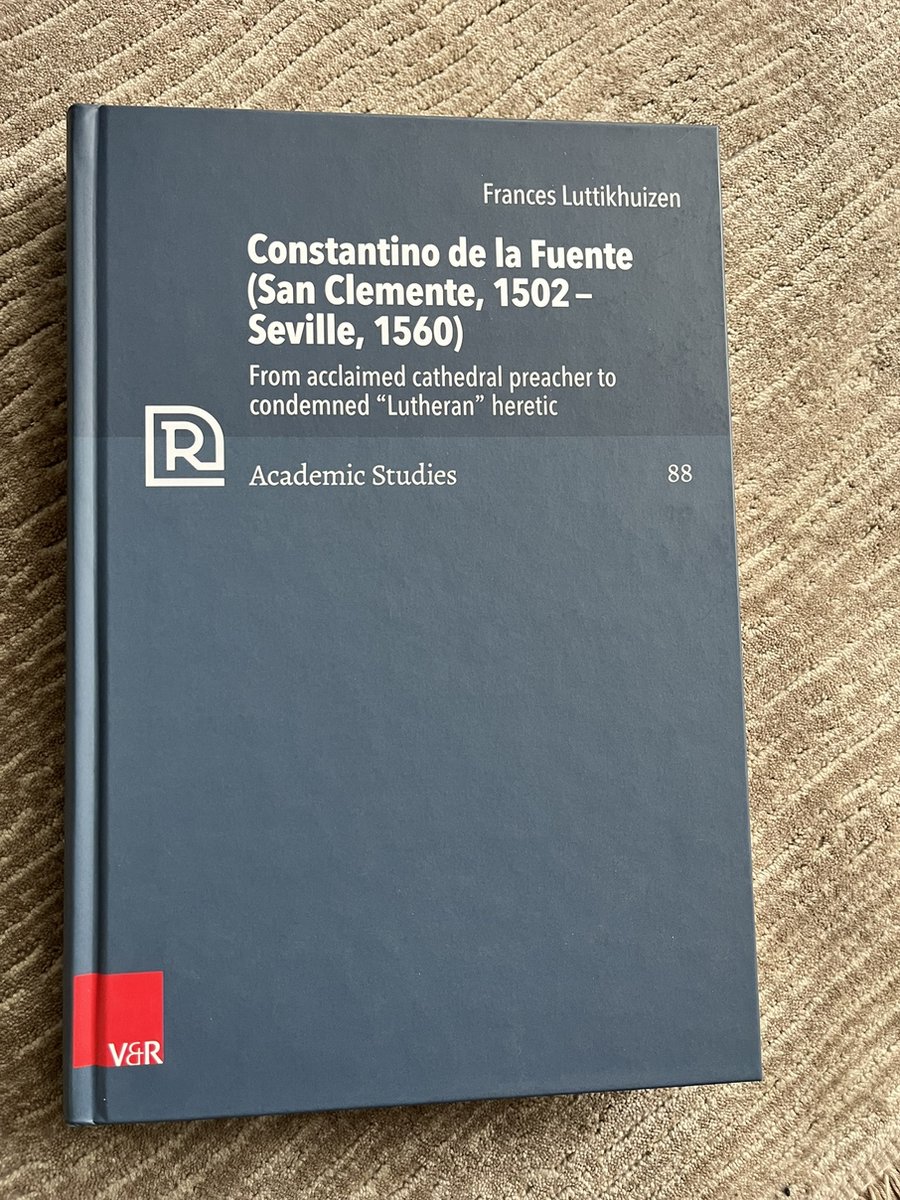 Frances Luttikhuizen
Constantino de la Fuente
(San Clemente, 1502 –
Seville, 1560)
From acclaimed cathedral preacher to
condemned “Lutheran” heretic
R
Academic Studies 88
V&R